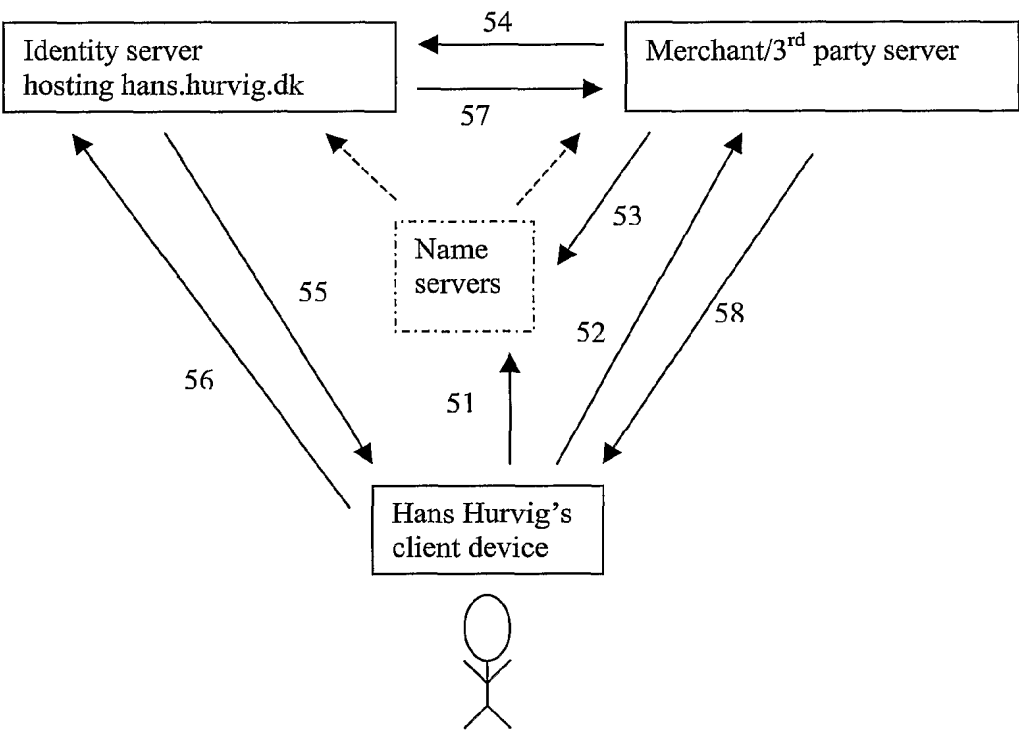 Identity server
hosting hans.hurvig.dk
54
Merchant/3rd party server
57
53
Name
servers
55
52
58
56
51
Hans Hurvig’s
client device